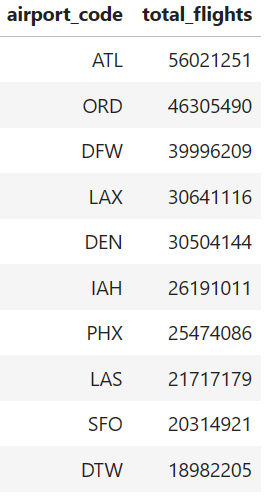 airport_code total_flights
ATL 56021251
ORD 46305490
DFW 39996209
LAX 30641116
DEN 30504144
IAH 26191011
PHX 25474086
LAS 21717179
SFO 20314921
DTW 18982205